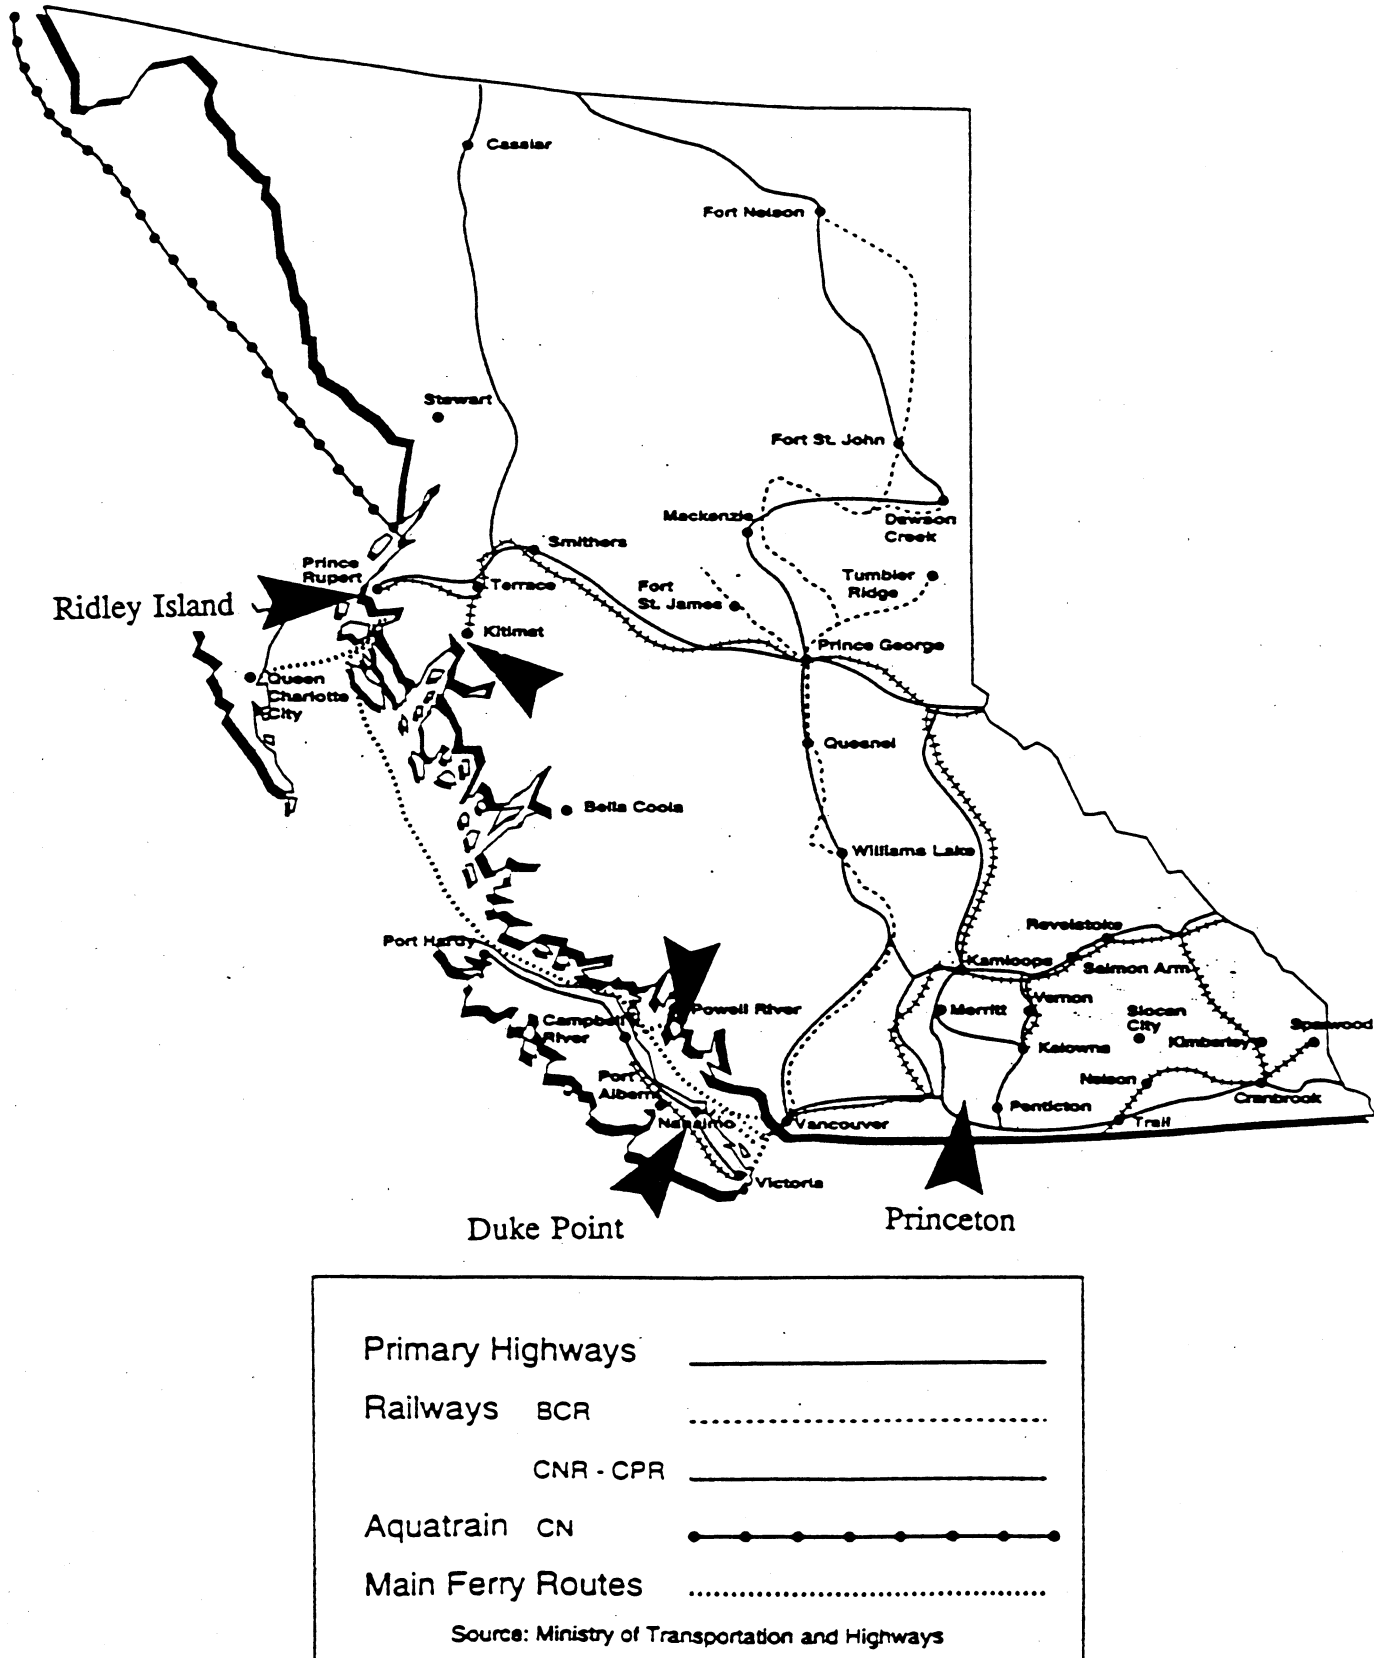 Cassiar
Fort Nelson
Stewart
Fort St. John
Mackenzie
Dawson
Creek
Smithers
Prince
Rupert
Terrace
Fort
St. James
Tumbler
Ridge
Ridley Island
Kitimat
Prince George
Queen
Charlotte
City
Quesnel
Bella Coola
Williams Lake
Port Hardy
Revelstoke
Kamloops
Salmon Arm
Campbell
River
Powell River
Merritt
Vernon
Slocan
City
Kimberley
Sparwood
Kelowna
Port
Alberni
Nelson
Cranbrook
Penticton
Nanaimo
Vancouver
Trail
Victoria
Duke Point
Princeton
Primary Highways
Railways BCR
CNR - CPR
Aquatrain CN
Main Ferry Routes
Source: Ministry of Transportation and Highways